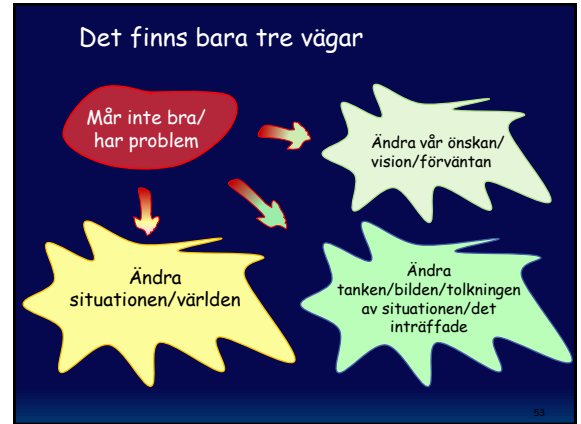 Det finns bara tre vägar
Mår inte bra/
har problem
Ändra vår önskan/
vision/förväntan
Ändra
situationen/världen
Ändra
tanken/bilden/tolkningen
av situationen/det
inträffade
53